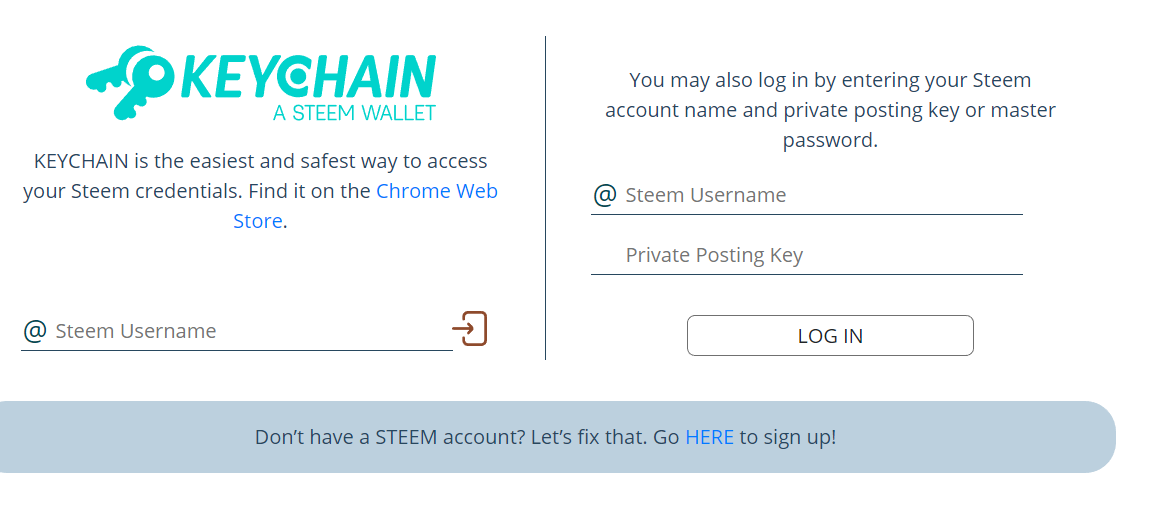 KEYCHAIN
A STEEM WALLET
KEYCHAIN is the easiest and safest way to access
your Steem credentials. Find it on the Chrome Web
Store.
@ Steem Username
You may also log in by entering your Steem
account name and private posting key or master
password.
@ Steem Username
Private Posting Key
LOG IN
Don’t have a STEEM account? Let’s fix that. Go HERE to sign up!